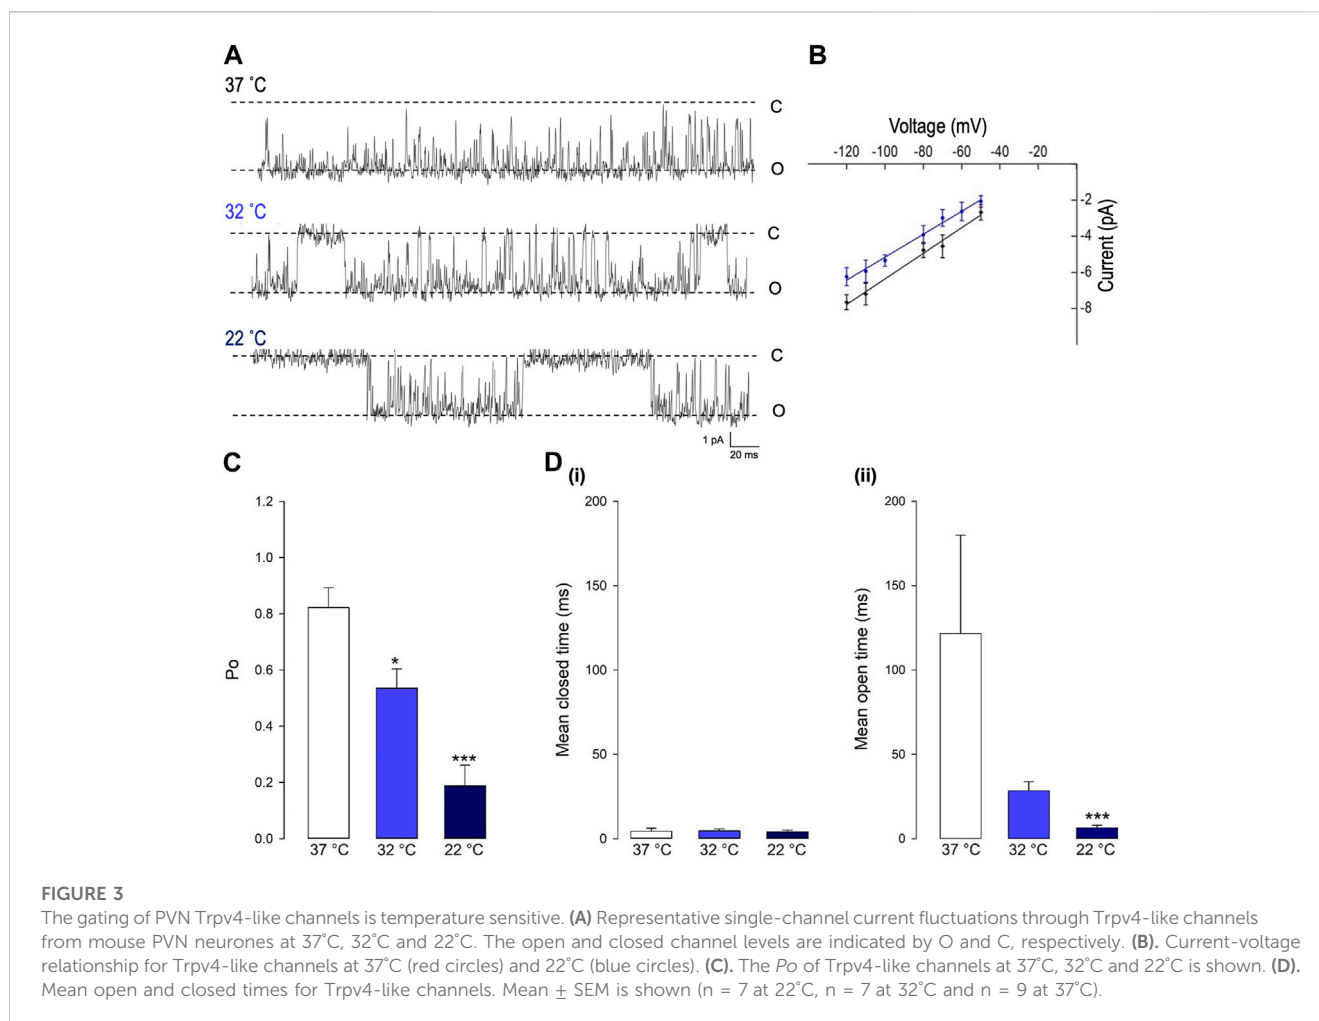 A
37 ˚C
C
O
32 ˚C
C
O
22 ˚C
C
O
1 pA
20 ms
B
Voltage (mV)
-120 -100 -80 -60 -40 -20
-2
-4
-6
-8
Current (pA)
C
1.2
1.0
0.8
0.6
0.4
0.2
0.0
Po
*
***
37 ˚C 32 ˚C 22 ˚C
D
(i)
200
150
100
50
0
Mean closed time (ms)
37 ˚C 32 ˚C 22 ˚C
(ii)
200
150
100
50
0
Mean open time (ms)
***
37 ˚C 32 ˚C 22 ˚C
FIGURE 3
The gating of PVN Trpv4-like channels is temperature sensitive. (A) Representative single-channel current fluctuations through Trpv4-like channels
from mouse PVN neurones at 37˚C, 32˚C and 22˚C. The open and closed channel levels are indicated by O and C, respectively. (B). Current-voltage
relationship for Trpv4-like channels at 37˚C (red circles) and 22˚C (blue circles). (C). The Po of Trpv4-like channels at 37˚C, 32˚C and 22˚C is shown. (D).
Mean open and closed times for Trpv4-like channels. Mean ± SEM is shown (n = 7 at 22˚C, n = 7 at 32˚C and n = 9 at 37˚C).